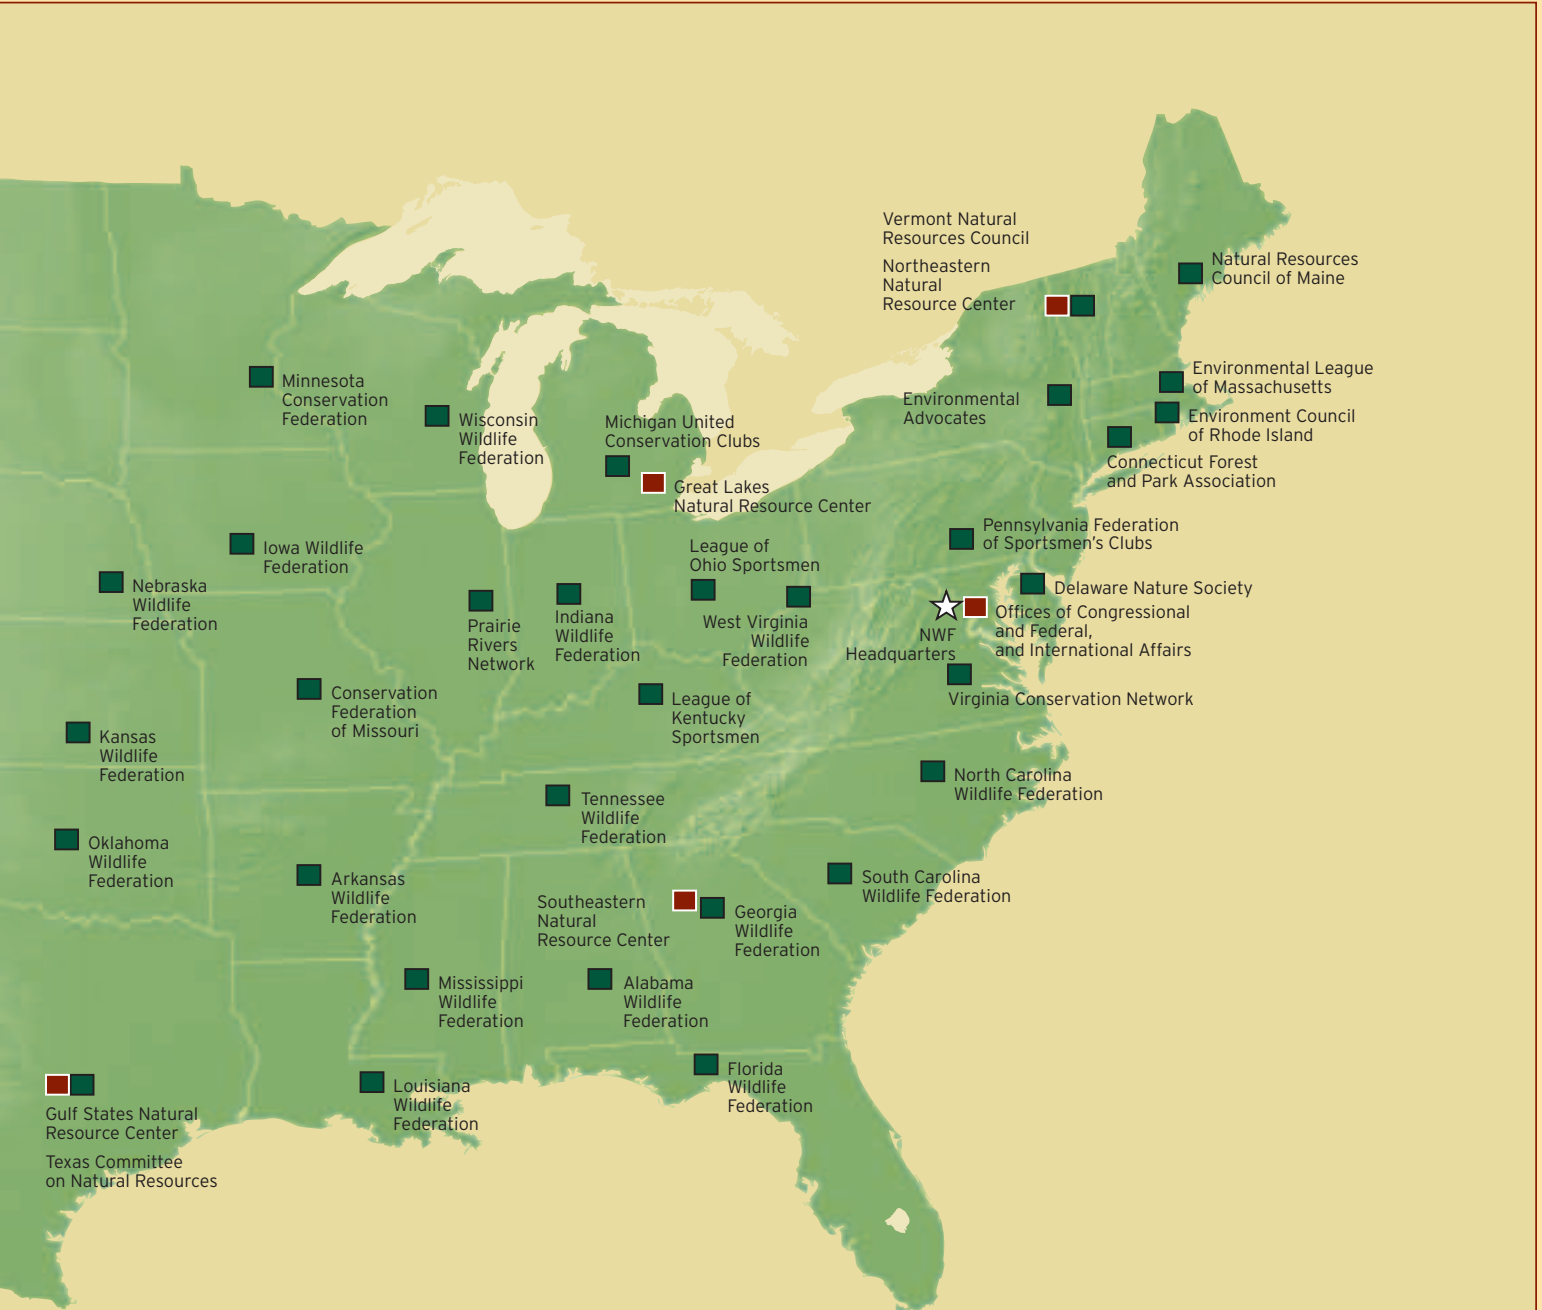 Vermont Natural
Resources Council
Northeastern
Natural
Resource Center
Natural Resources
Council of Maine
Environmental League
of Massachusetts
Environment Council
of Rhode Island
Connecticut Forest
and Park Association
Environmental
Advocates
Minnesota
Conservation
Federation
Wisconsin
Wildlife
Federation
Michigan United
Conservation Clubs
Great Lakes
Natural Resource Center
Pennsylvania Federation
of Sportsmen's Clubs
Iowa Wildlife
Federation
League of
Ohio Sportsmen
Nebraska
Wildlife
Federation
Prairie
Rivers
Network
Indiana
Wildlife
Federation
West Virginia
Wildlife
Federation
Delaware Nature Society
Offices of Congressional
and Federal,
and International Affairs
NWF
Headquarters
Virginia Conservation Network
Conservation
Federation
of Missouri
League of
Kentucky
Sportsmen
Kansas
Wildlife
Federation
North Carolina
Wildlife Federation
Tennessee
Wildlife
Federation
Oklahoma
Wildlife
Federation
Arkansas
Wildlife
Federation
South Carolina
Wildlife Federation
Southeastern
Natural
Resource Center
Georgia
Wildlife
Federation
Mississippi
Wildlife
Federation
Alabama
Wildlife
Federation
Florida
Wildlife
Federation
Louisiana
Wildlife
Federation
Gulf States Natural
Resource Center
Texas Committee
on Natural Resources